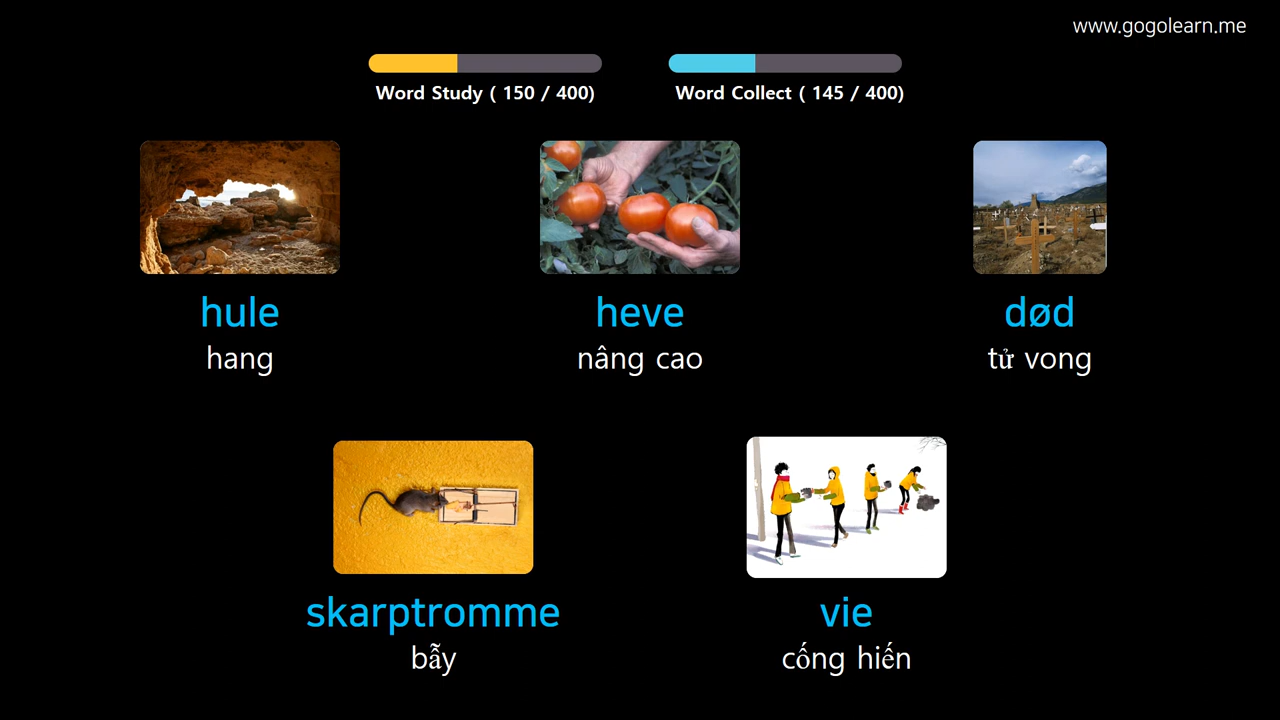 www.gogolearn.me
Word Study ( 150 / 400)
Word Collect ( 145 / 400)
hule
hang
heve
nâng cao
død
tử vong
skarptromme
bẫy
vie
cống hiến